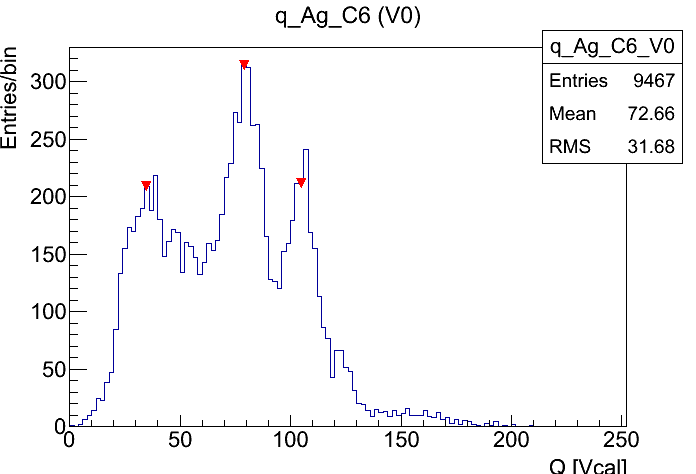 q_Ag_C6 (V0)
q_Ag_C6_V0
Entries 9467
Mean 72.66
RMS 31.68
Entries/bin
300
250
200
150
100
50
0
0 50 100 150 200 250
Q [Vcal]